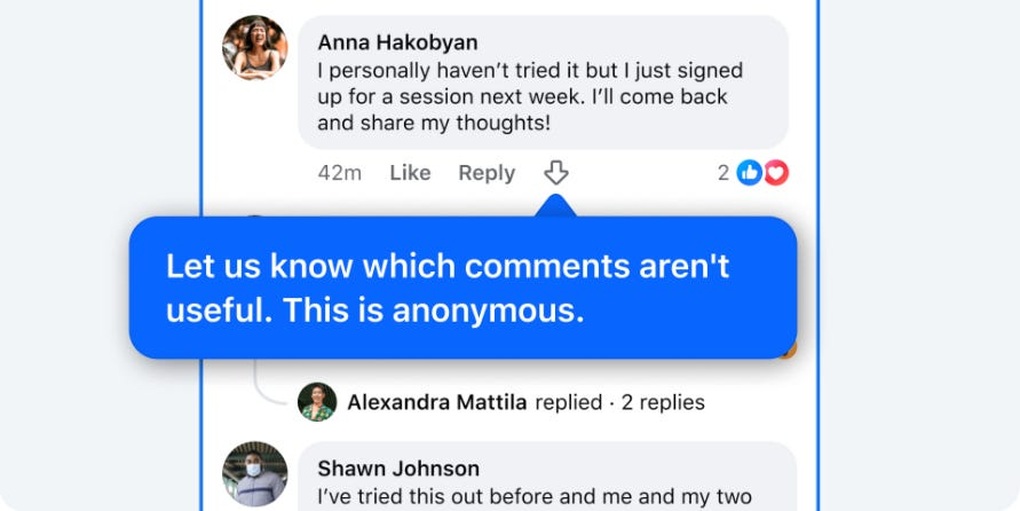 Anna Hakobyan
I personally haven’t tried it but I just signed
up for a session next week. I’ll come back
and share my thoughts!
42m Like Reply 2
Let us know which comments aren't
useful. This is anonymous.
Alexandra Mattila replied · 2 replies
Shawn Johnson
I’ve tried this out before and me and my two